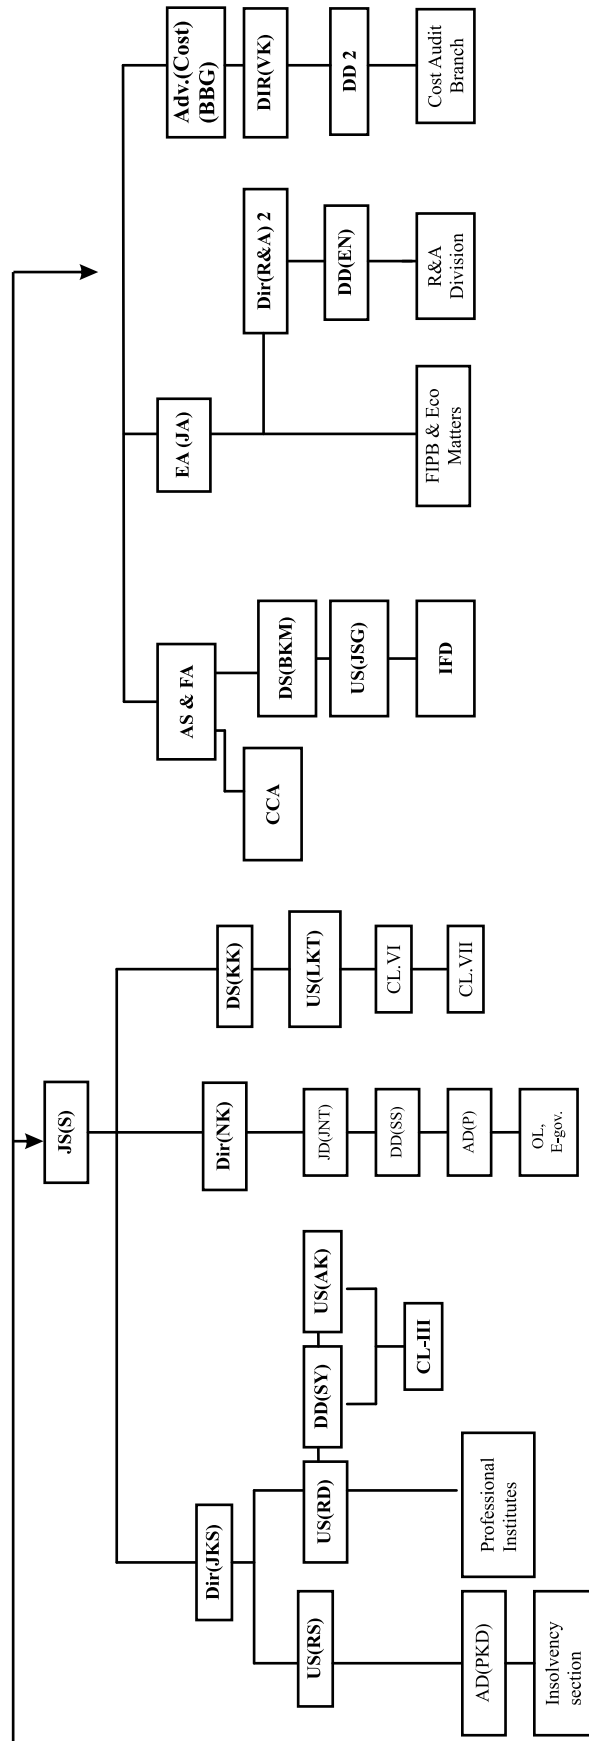 JS(S)
Dir(JKS)
Dir(NK)
DS(KK)
US(RS)
US(RD)
DD(SY)
US(AK)
JD(JNT)
US(LKT)
CL-III
DD(SS)
CL.VI
AD(PKD)
Professional
Institutes
AD(P)
CL.VII
Insolvency
section
OL,
E-gov.
AS & FA
EA (JA)
Adv.(Cost)
(BBG)
CCA
DS(BKM)
Dir(R&A) 2
DIR(VK)
US(JSG)
DD(EN)
DD 2
IFD
FIPB & Eco
Matters
R&A
Division
Cost Audit
Branch